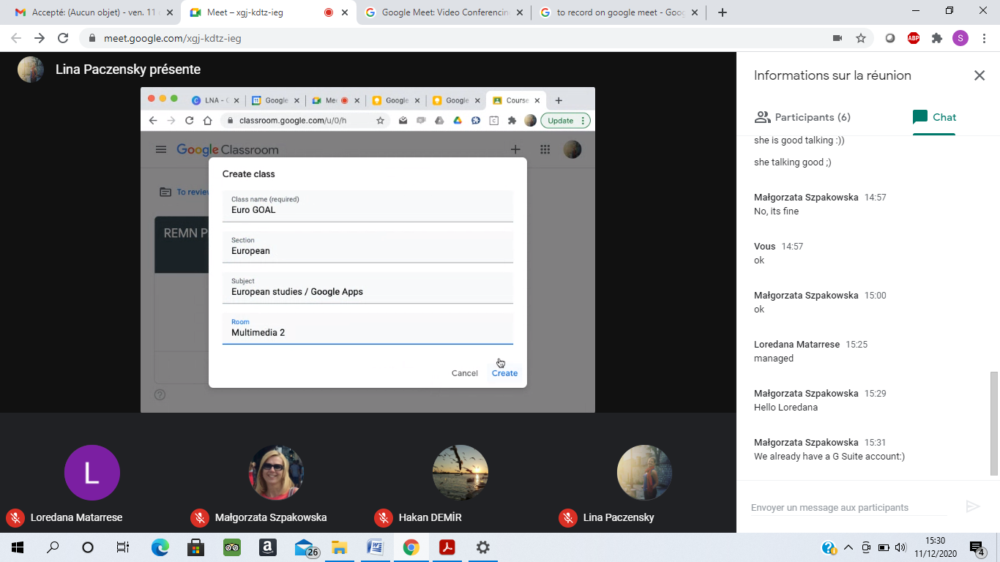 Accepté: (Aucun objet) - ven. 11
Meet – xgj-kdtz-ieg
Google Meet: Video Conferencin
to record on google meet - Goog
meet.google.com/xgj-kdtz-ieg
ABP
S
Lina Paczensky présente
LNA -
Google
Mee
Google
Google
Course
classroom.google.com/u/0/h
Update
Google Classroom
To review
REMN P
Create class
Class name (required)
Euro GOAL
Section
European
Subject
European studies / Google Apps
Room
Multimedia 2
Cancel
Create
L
Loredana Matarrese
Małgorzata Szpakowska
Hakan DEMİR
Lina Paczensky
Informations sur la réunion
Participants (6)
Chat
she is good talking :))
she talking good ;)
Małgorzata Szpakowska 14:57
No, its fine
Vous 14:57
ok
Małgorzata Szpakowska 15:00
ok
Loredana Matarrese 15:25
managed
Małgorzata Szpakowska 15:29
Hello Loredana
Małgorzata Szpakowska 15:31
We already have a G Suite account:)
Envoyer un message aux participants
26
15:30
11/12/2020
4